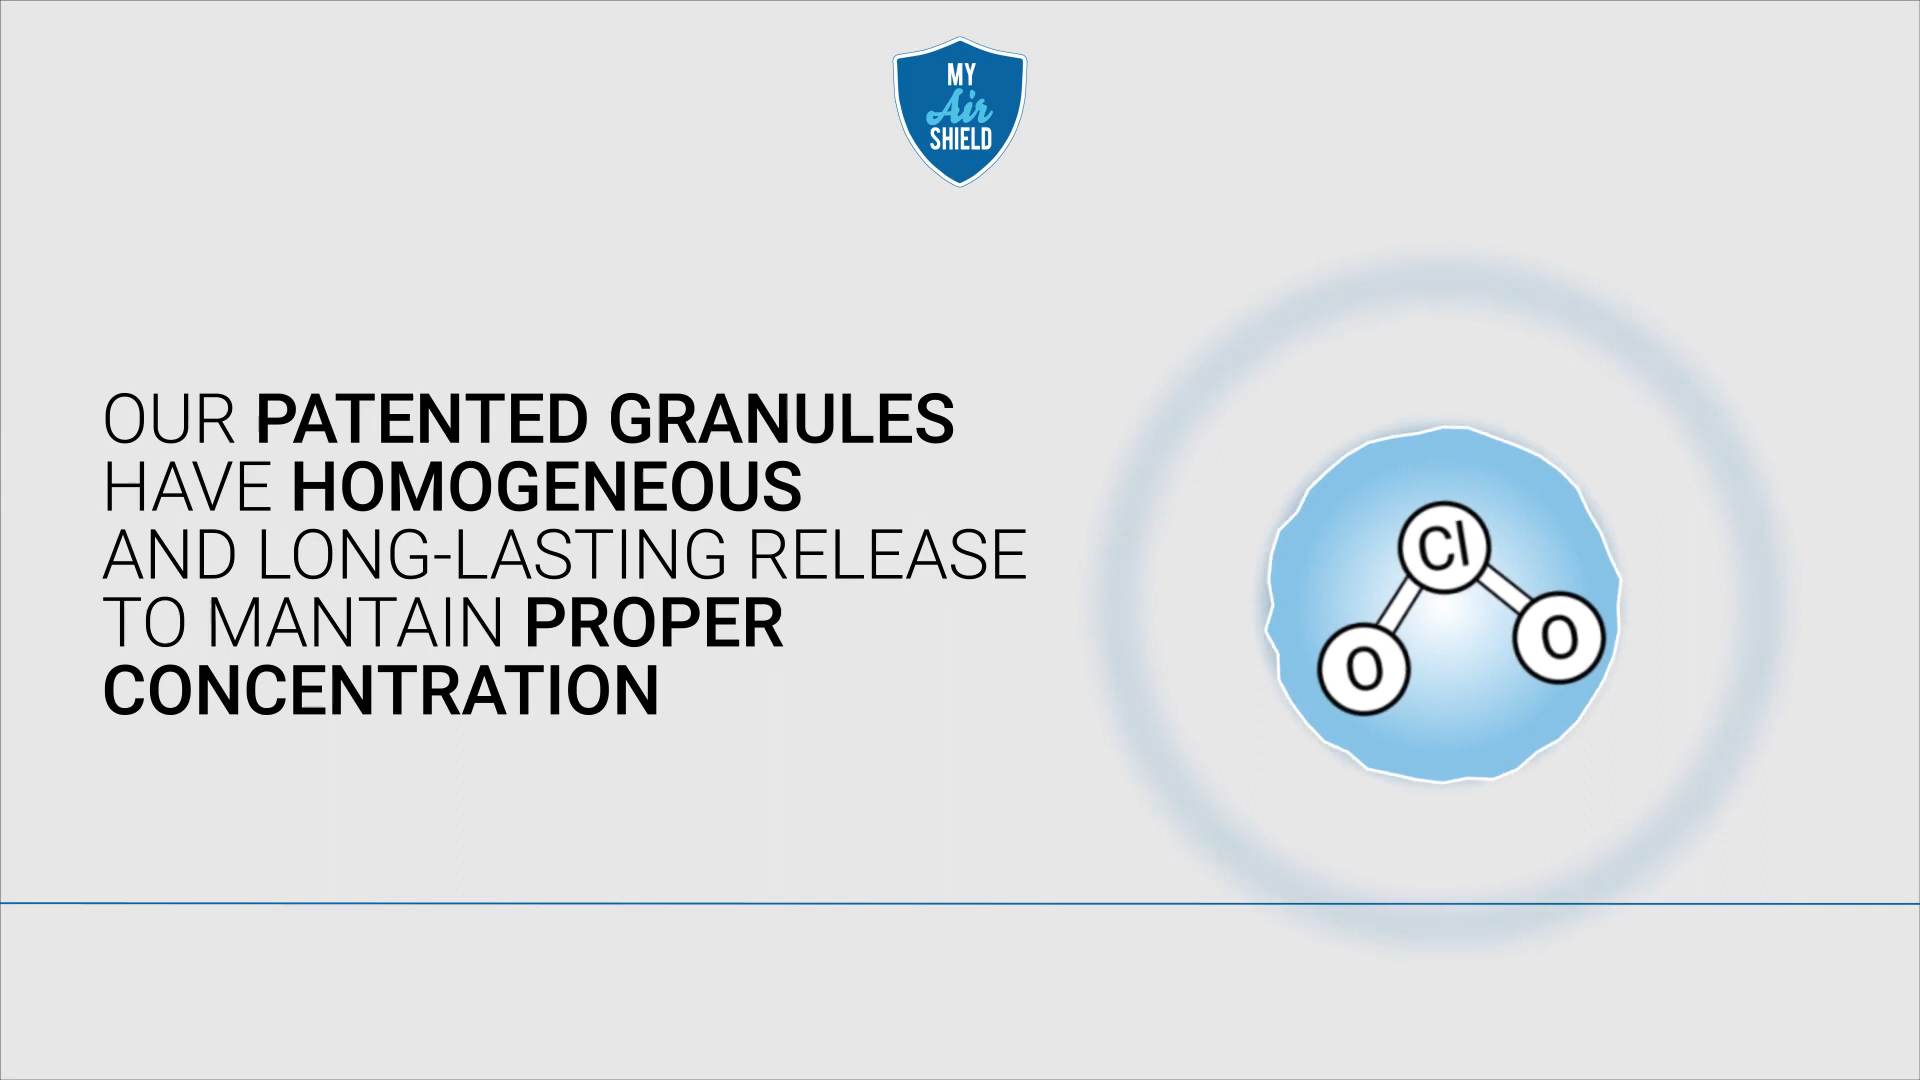 MY
Air
SHIELD
OUR PATENTED GRANULES
HAVE HOMOGENEOUS
AND LONG-LASTING RELEASE
TO MANTAIN PROPER
CONCENTRATION
Cl
O
O